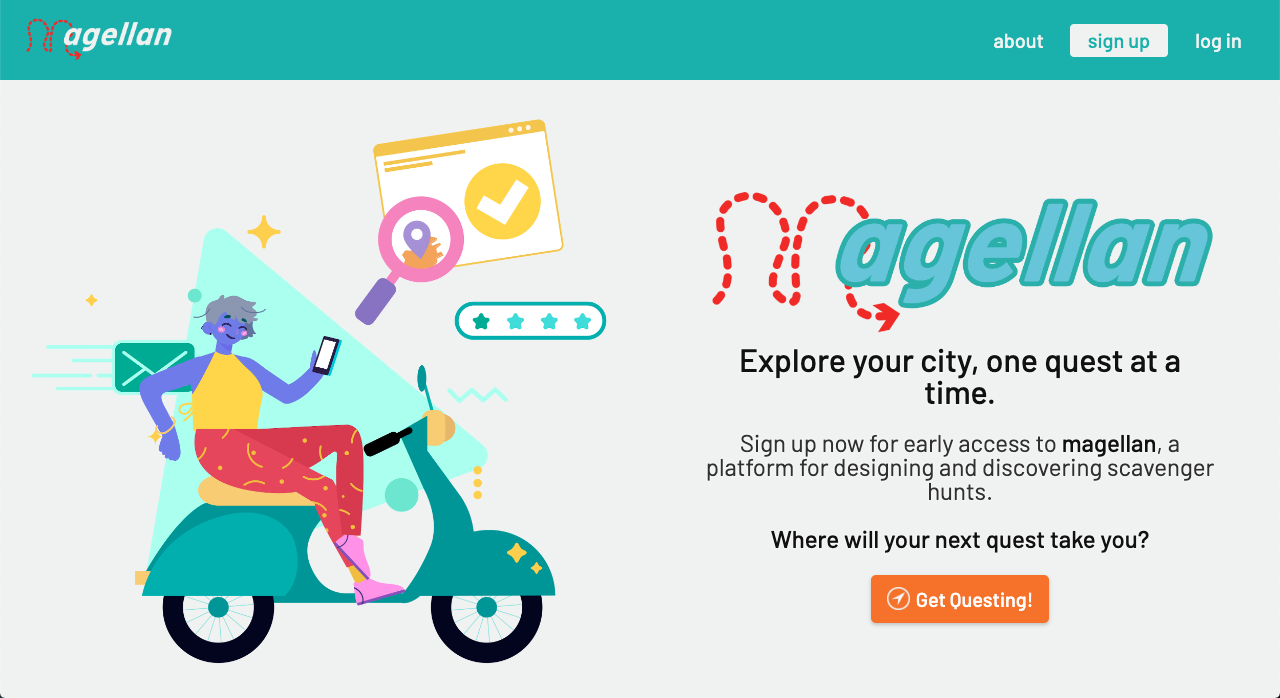 magellan
about
sign up
log in
magellan
Explore your city, one quest at a
time.
Sign up now for early access to magellan, a
platform for designing and discovering scavenger
hunts.
Where will your next quest take you?
Get Questing!